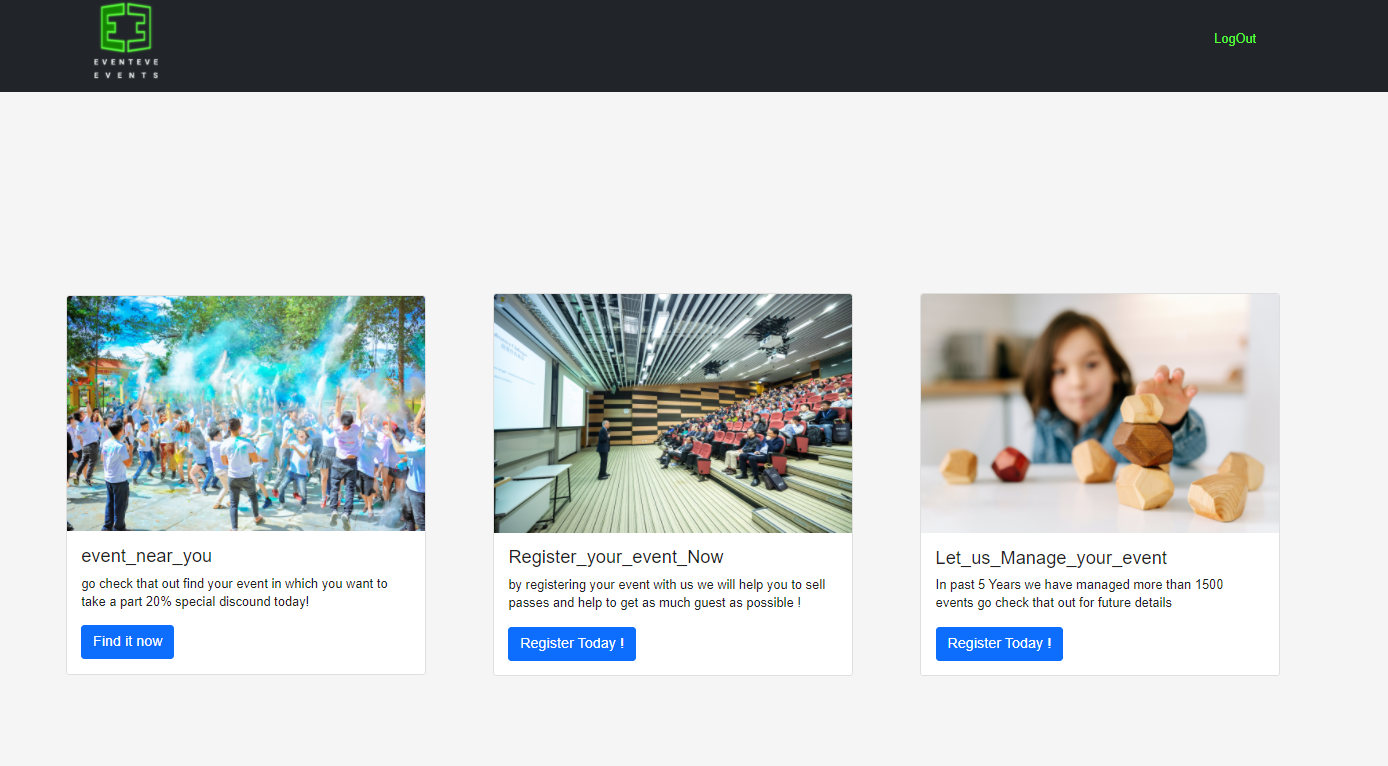 EVENTEVE
EVENTS
LogOut
event_near_you
go check that out find your event in which you want to
take a part 20% special discound today!
Find it now
Register_your_event_Now
by registering your event with us we will help you to sell
passes and help to get as much guest as possible !
Register Today !
Let_us_Manage_your_event
In past 5 Years we have managed more than 1500
events go check that out for future details
Register Today !